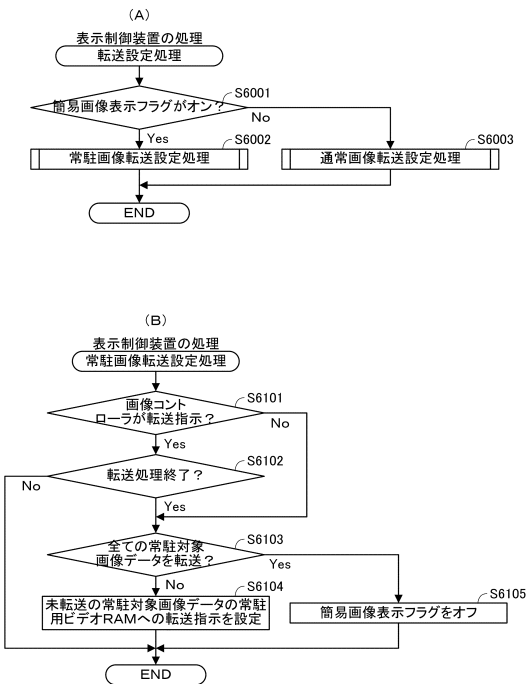 (A)
表示制御装置の処理
転送設定処理
S6001
簡易画像表示フラグがオン？
No
Yes
S6002
常駐画像転送設定処理
S6003
通常画像転送設定処理
END
(B)
表示制御装置の処理
常駐画像転送設定処理
S6101
画像コント
ローラが転送指示？
No
Yes
S6102
転送処理終了？
No
Yes
S6103
全ての常駐対象
画像データを転送？
Yes
No
S6104
未転送の常駐対象画像データの常駐
用ビデオRAMへの転送指示を設定
S6105
簡易画像表示フラグをオフ
END